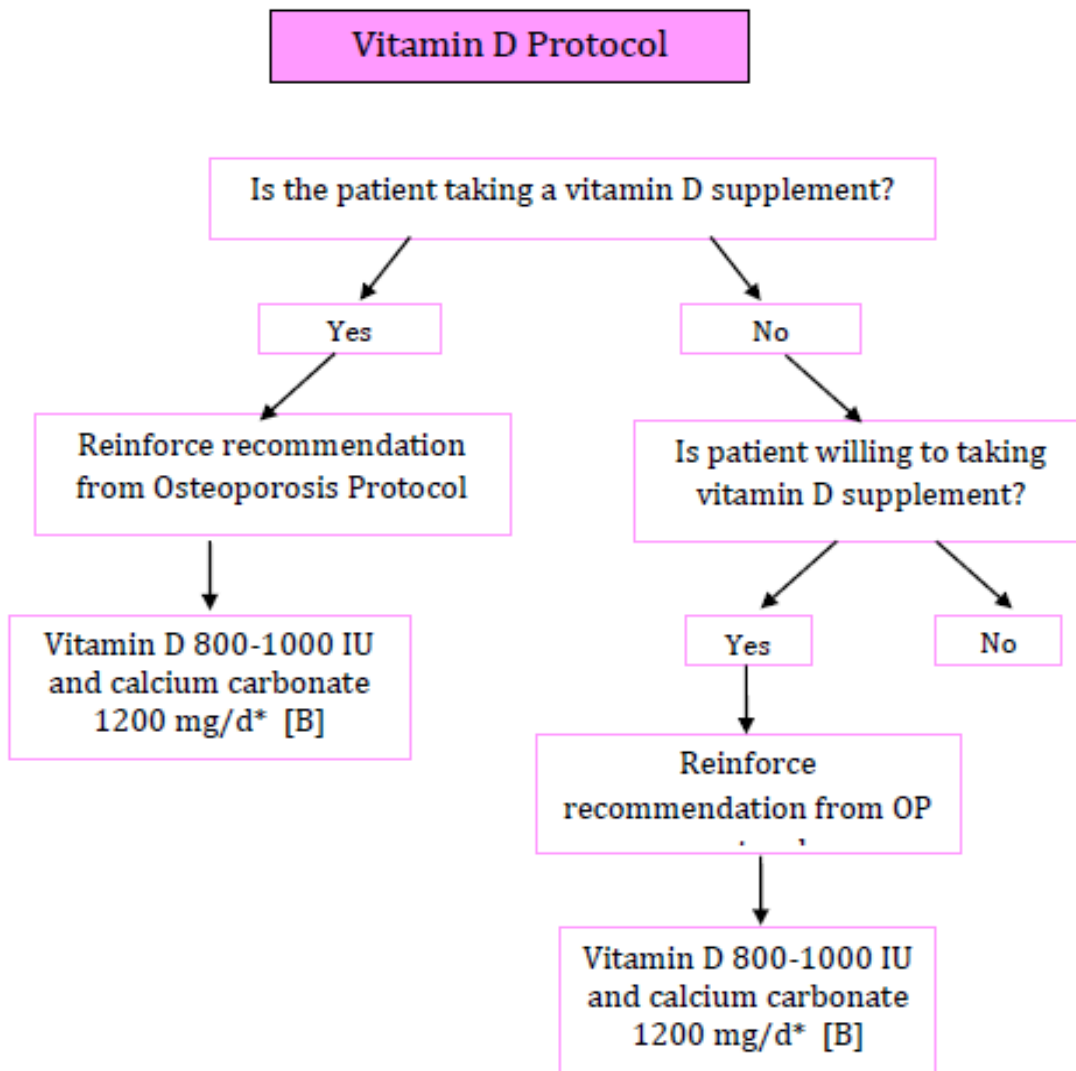 Vitamin D Protocol
Is the patient taking a vitamin D supplement?
Yes
No
Reinforce recommendation
from Osteoporosis Protocol
Is patient willing to taking
vitamin D supplement?
Vitamin D 800-1000 IU
and calcium carbonate
1200 mg/d* [B]
Yes
No
Reinforce
recommendation from OP
Vitamin D 800-1000 IU
and calcium carbonate
1200 mg/d* [B]